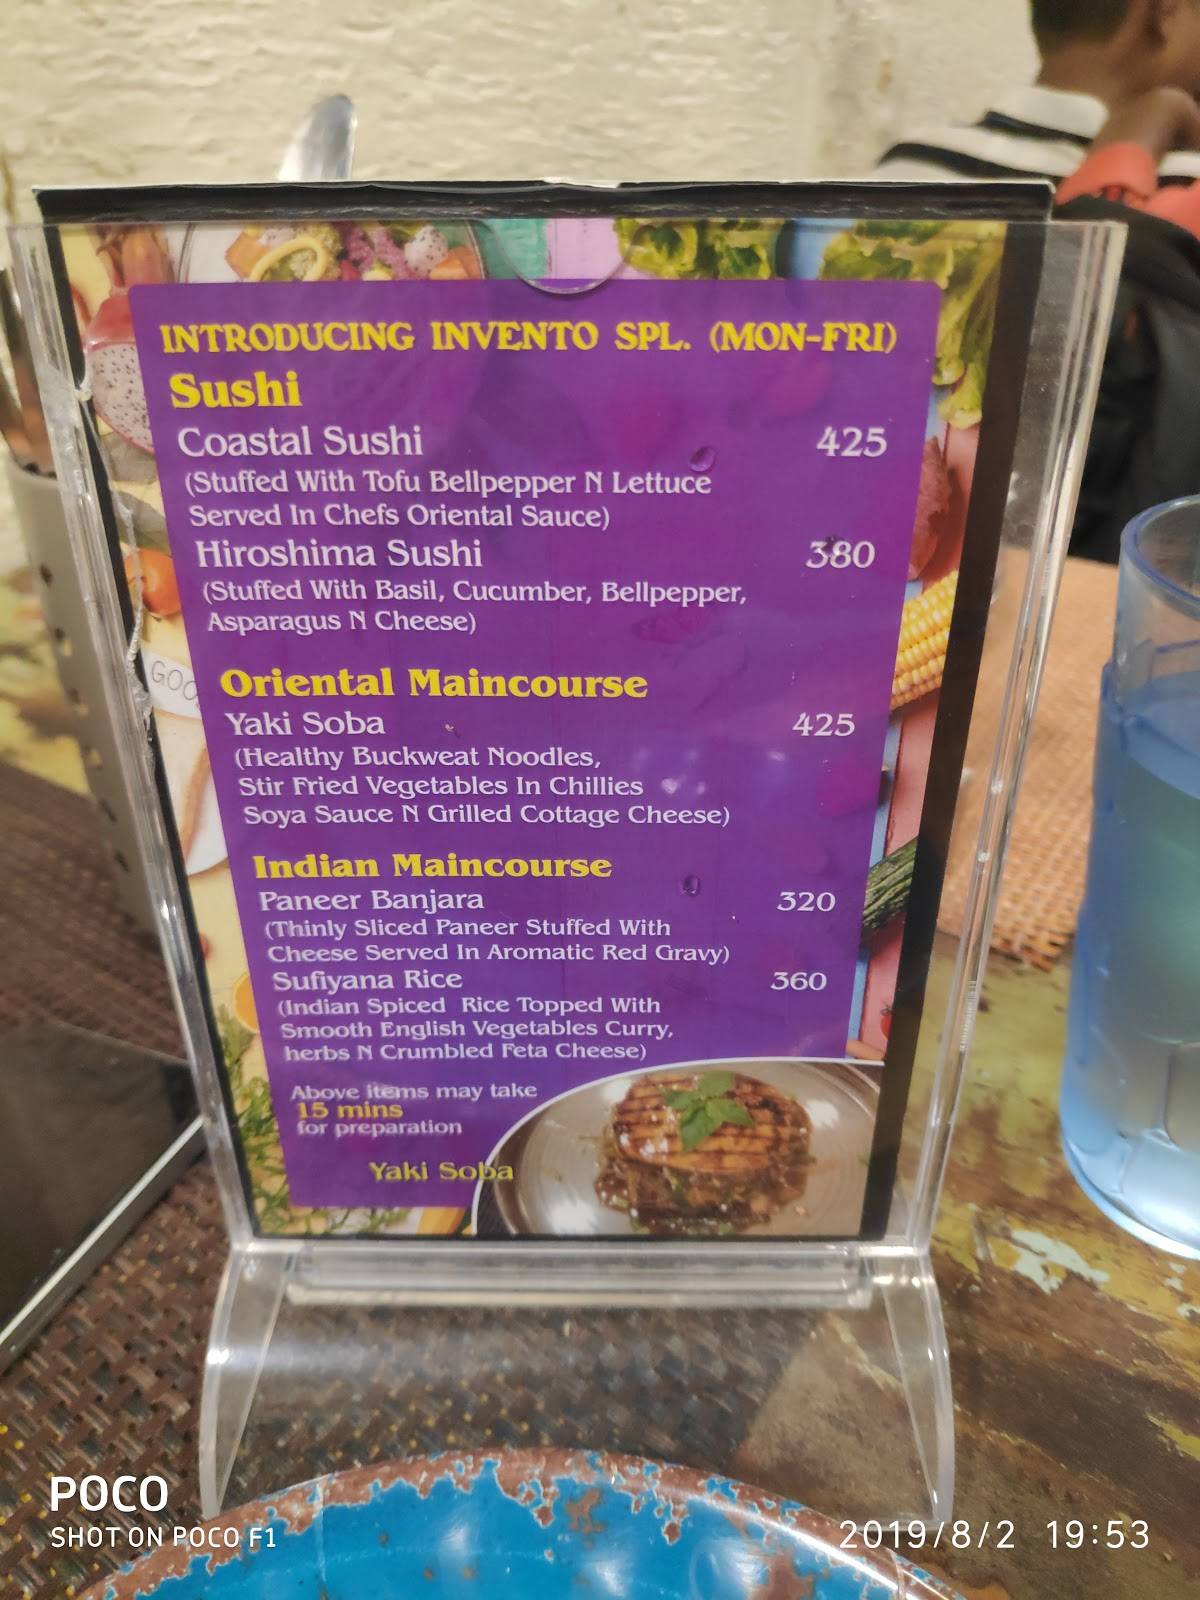 INTRODUCING INVENTO SPL. (MON-FRI)
Sushi
Coastal Sushi 425
(Stuffed With Tofu Bellpepper N Lettuce
Served In Chefs Oriental Sauce)
Hiroshima Sushi 380
(Stuffed With Basil, Cucumber, Bellpepper,
Asparagus N Cheese)
GOO
Oriental Maincourse
Yaki Soba 425
(Healthy Buckweat Noodles,
Stir Fried Vegetables In Chillies
Soya Sauce N Grilled Cottage Cheese)
Indian Maincourse
Paneer Banjara 320
(Thinly Sliced Paneer Stuffed With
Cheese Served In Aromatic Red Gravy)
Sufiyana Rice 360
(Indian Spiced Rice Topped With
Smooth English Vegetables Curry,
herbs N Crumbled Feta Cheese)
Above items may take
15 mins
for preparation
Yaki Soba
POCO
SHOT ON POCO F1
2019/8/2 19:53